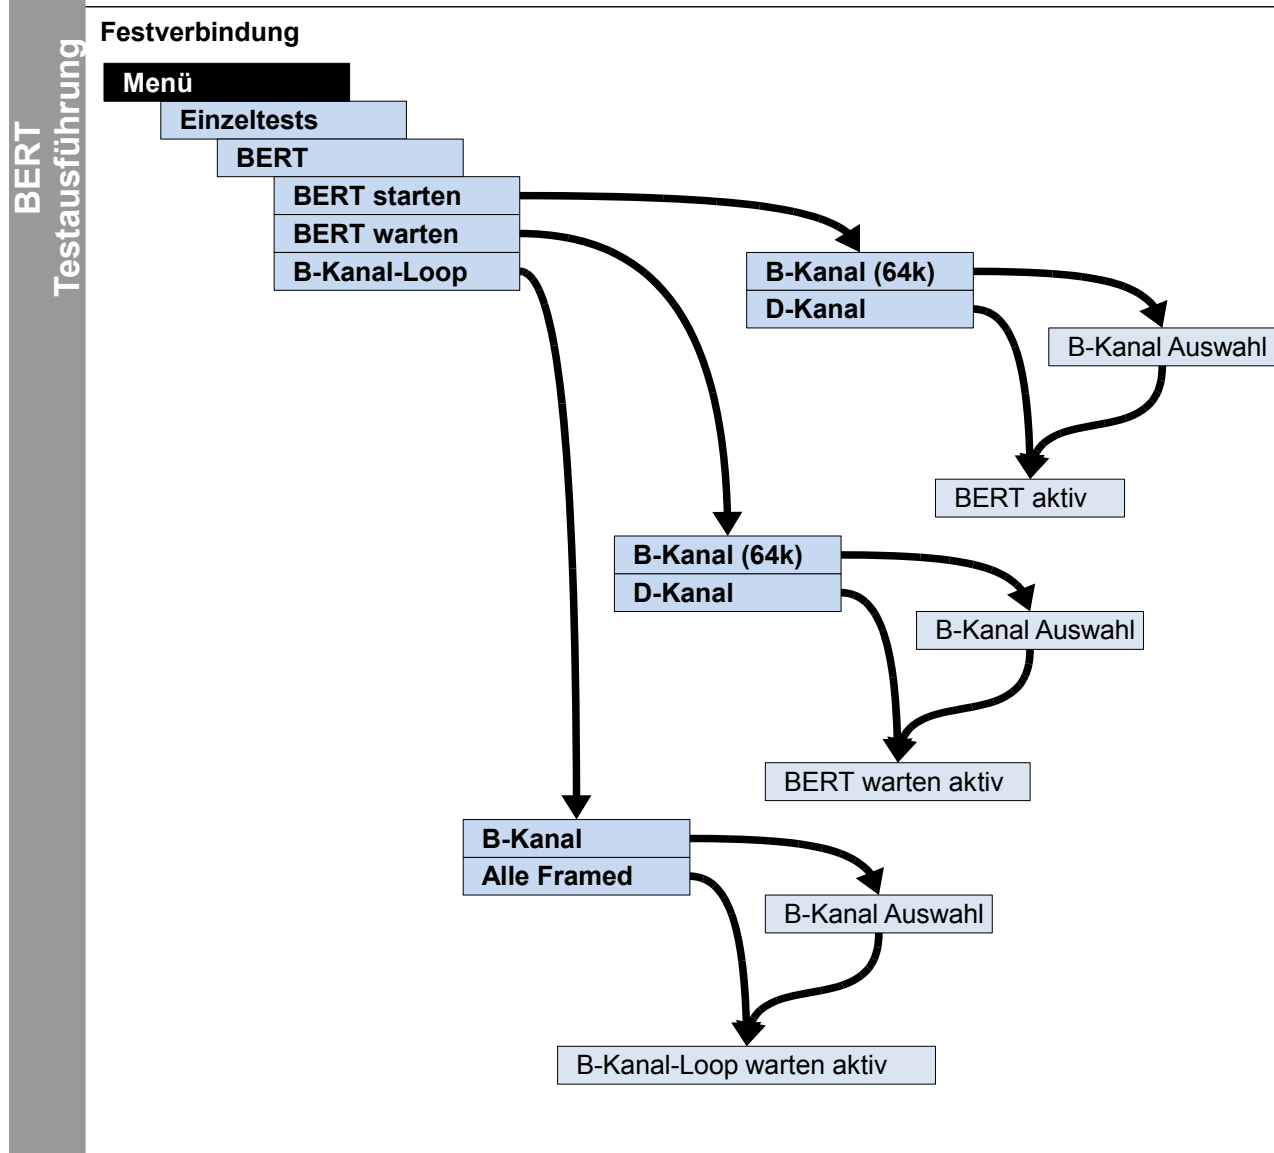 BERT
Testausführung
Festverbindung
Menü
Einzeltests
BERT
BERT starten
BERT warten
B-Kanal-Loop
B-Kanal (64k)
D-Kanal
B-Kanal Auswahl
BERT aktiv
B-Kanal (64k)
D-Kanal
B-Kanal Auswahl
BERT warten aktiv
B-Kanal
Alle Framed
B-Kanal Auswahl
B-Kanal-Loop warten aktiv